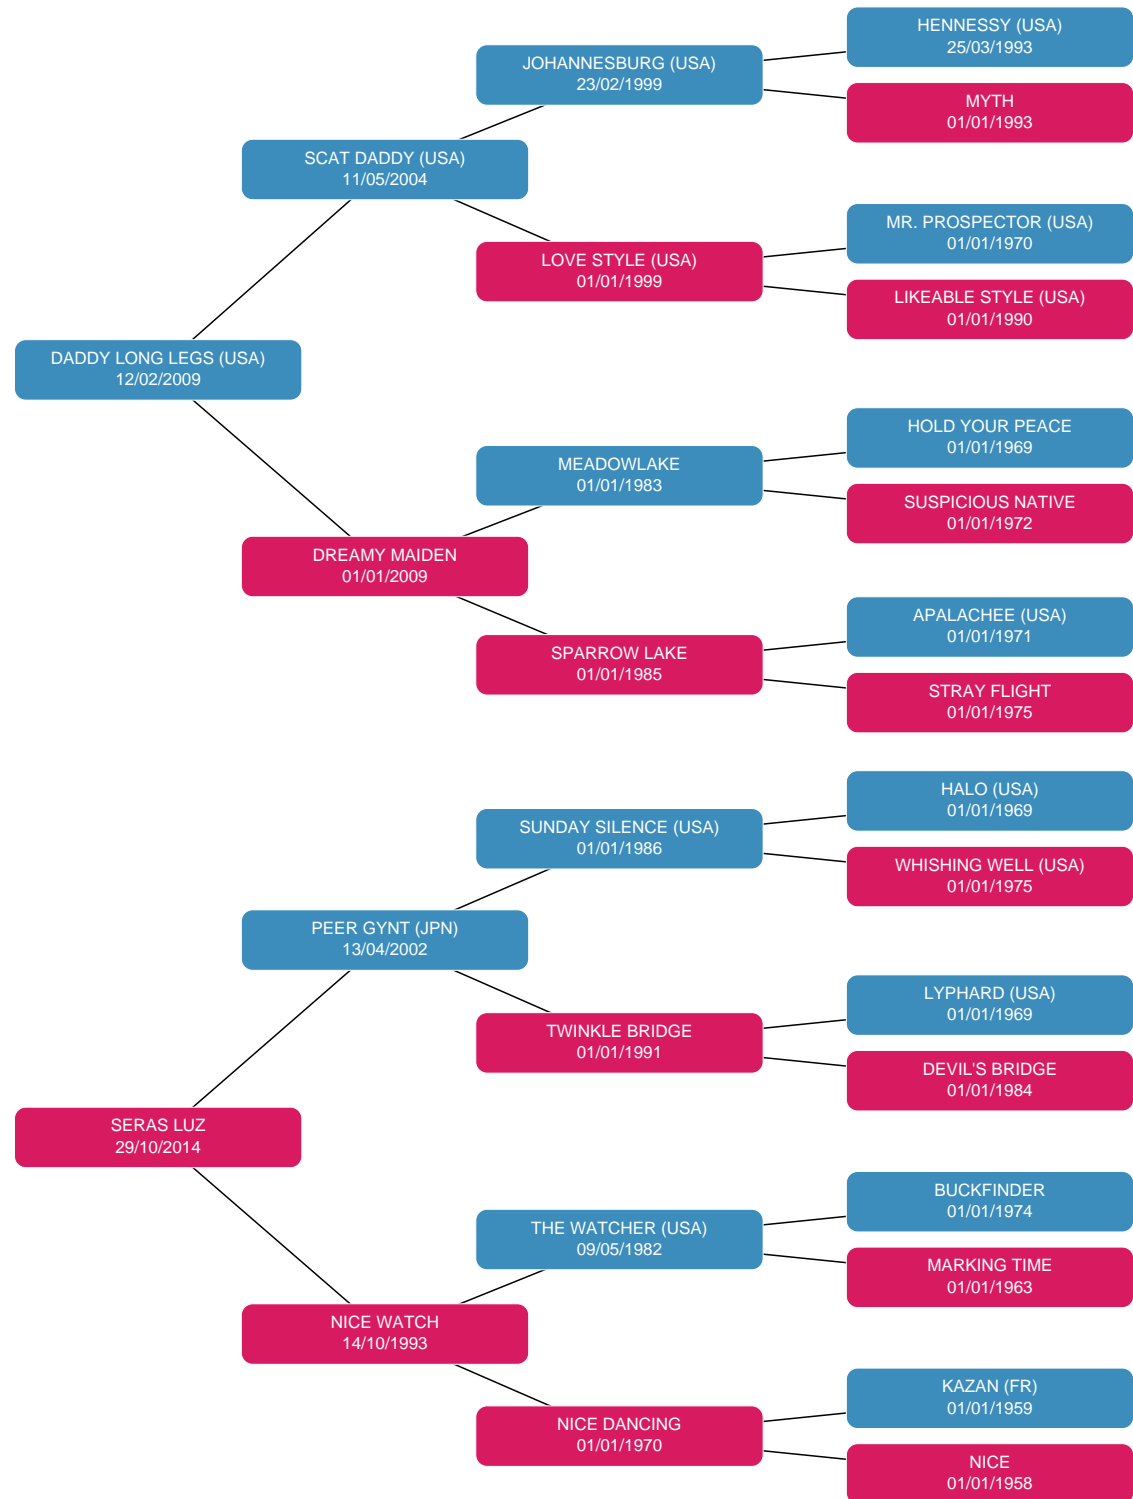 HENNESSY (USA)
25/03/1993
JOHANNESBURG (USA)
23/02/1999
MYTH
01/01/1993
SCAT DADDY (USA)
11/05/2004
MR. PROSPECTOR (USA)
01/01/1970
LOVE STYLE (USA)
01/01/1999
LIKEABLE STYLE (USA)
01/01/1990
DADDY LONG LEGS (USA)
12/02/2009
HOLD YOUR PEACE
01/01/1969
MEADOWLAKE
01/01/1983
SUSPICIOUS NATIVE
01/01/1972
DREAMY MAIDEN
01/01/2009
APALACHEE (USA)
01/01/1971
SPARROW LAKE
01/01/1985
STRAY FLIGHT
01/01/1975
HALO (USA)
01/01/1969
SUNDAY SILENCE (USA)
01/01/1986
WHISHING WELL (USA)
01/01/1975
PEER GYNT (JPN)
13/04/2002
LYPHARD (USA)
01/01/1969
TWINKLE BRIDGE
01/01/1991
DEVIL'S BRIDGE
01/01/1984
SERAS LUZ
29/10/2014
BUCKFINDER
01/01/1974
THE WATCHER (USA)
09/05/1982
MARKING TIME
01/01/1963
NICE WATCH
14/10/1993
KAZAN (FR)
01/01/1959
NICE DANCING
01/01/1970
NICE
01/01/1958